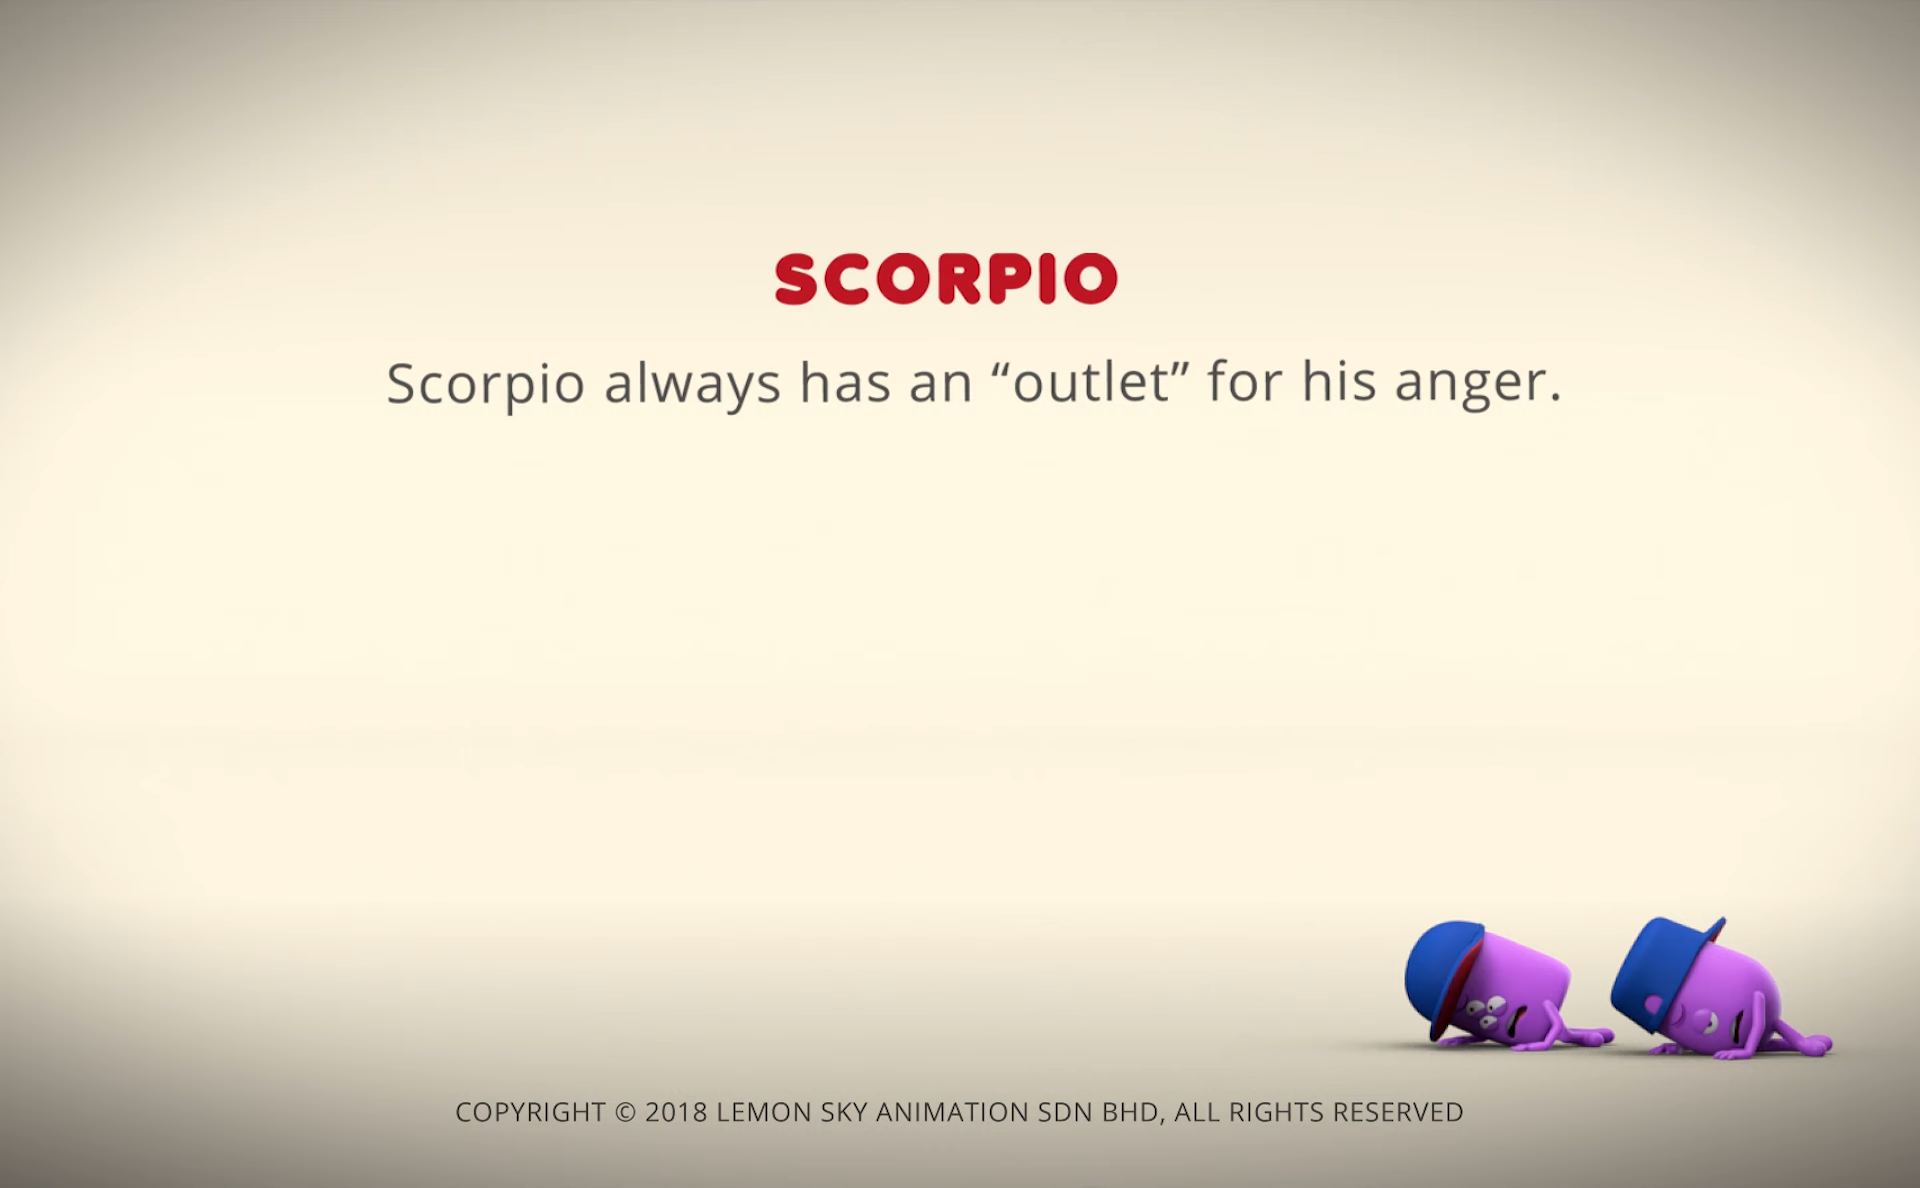 SCORPIO
Scorpio always has an “outlet” for his anger.
COPYRIGHT © 2018 LEMON SKY ANIMATION SDN BHD, ALL RIGHTS RESERVED